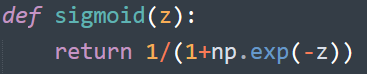 def sigmoid(z):
    return 1/(1+np.exp(-z))